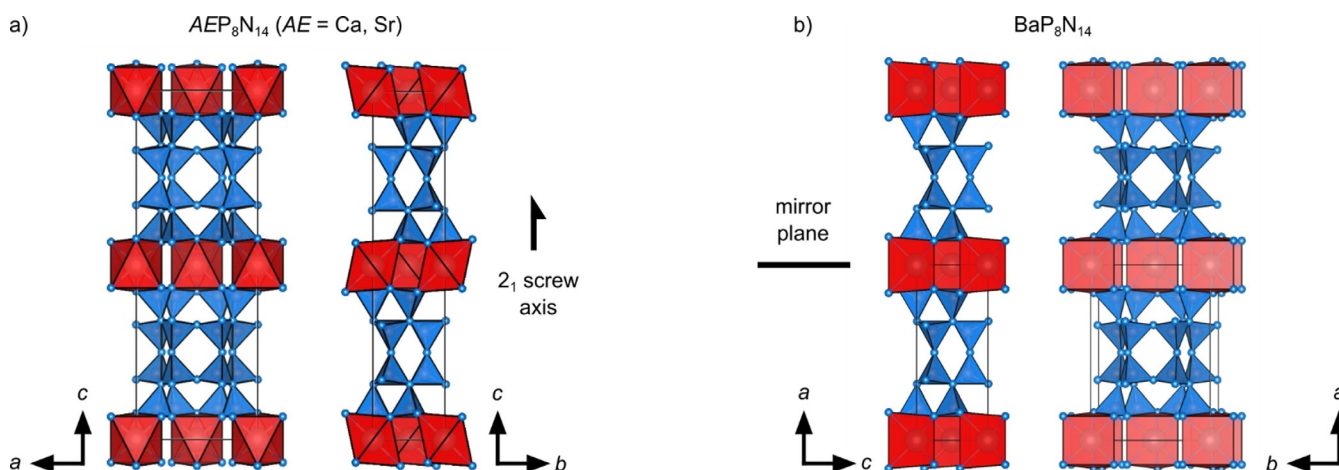 a)
AEP₈N₁₄ (AE = Ca, Sr)
2₁ screw
axis
c
a
c
b
b)
BaP₈N₁₄
mirror
plane
a
c
a
b